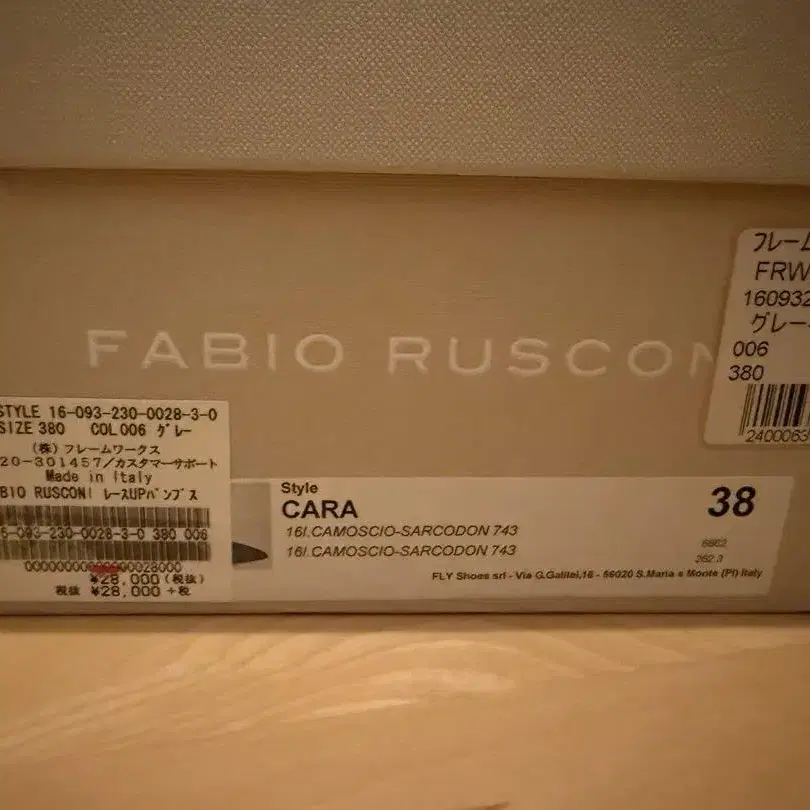 FABIO RUSCON
フレーム
FRW
160932
グレー
006
380
2400063
STYLE 16-093-230-0028-3-0
SIZE 380 COL006 グレー
(株)フレームワークス
20-301457/カスタマーサポート
Made in Italy
BIO RUSCONI レースUPパンプス
6-093-230-0028-3-0 380 006
¥28,000(税抜)
税抜 ¥28,000+税
Style
CARA
38
16I.CAMOSCIO-SARCODON 743
16I.CAMOSCIO-SARCODON 743
6662
262.3
FLY Shoes srl - Via G.Galilei,16 - 56020 S.Maria a Monte (PI) Italy